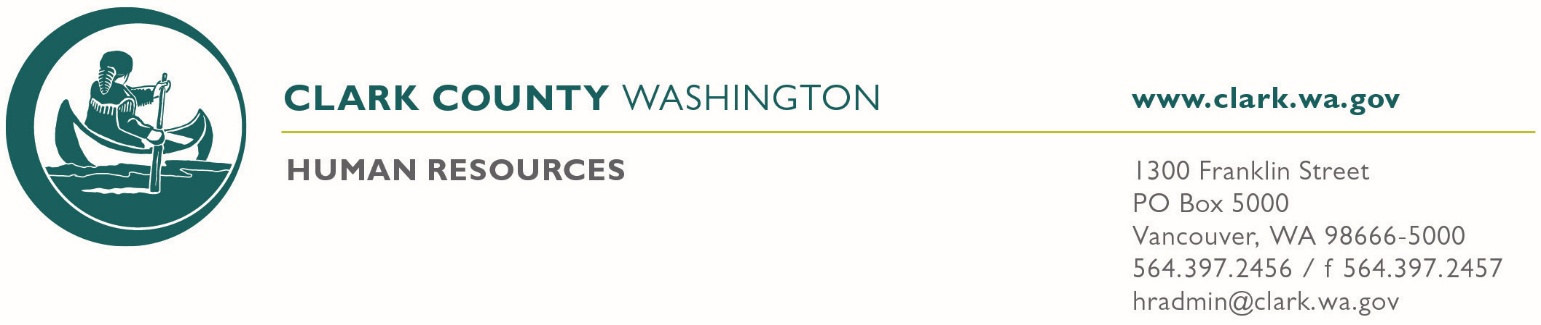 CLARK COUNTY WASHINGTON
www.clark.wa.gov
HUMAN RESOURCES
1300 Franklin Street
PO Box 5000
Vancouver, WA 98666-5000
564.397.2456 / f 564.397.2457
hradmin@clark.wa.gov